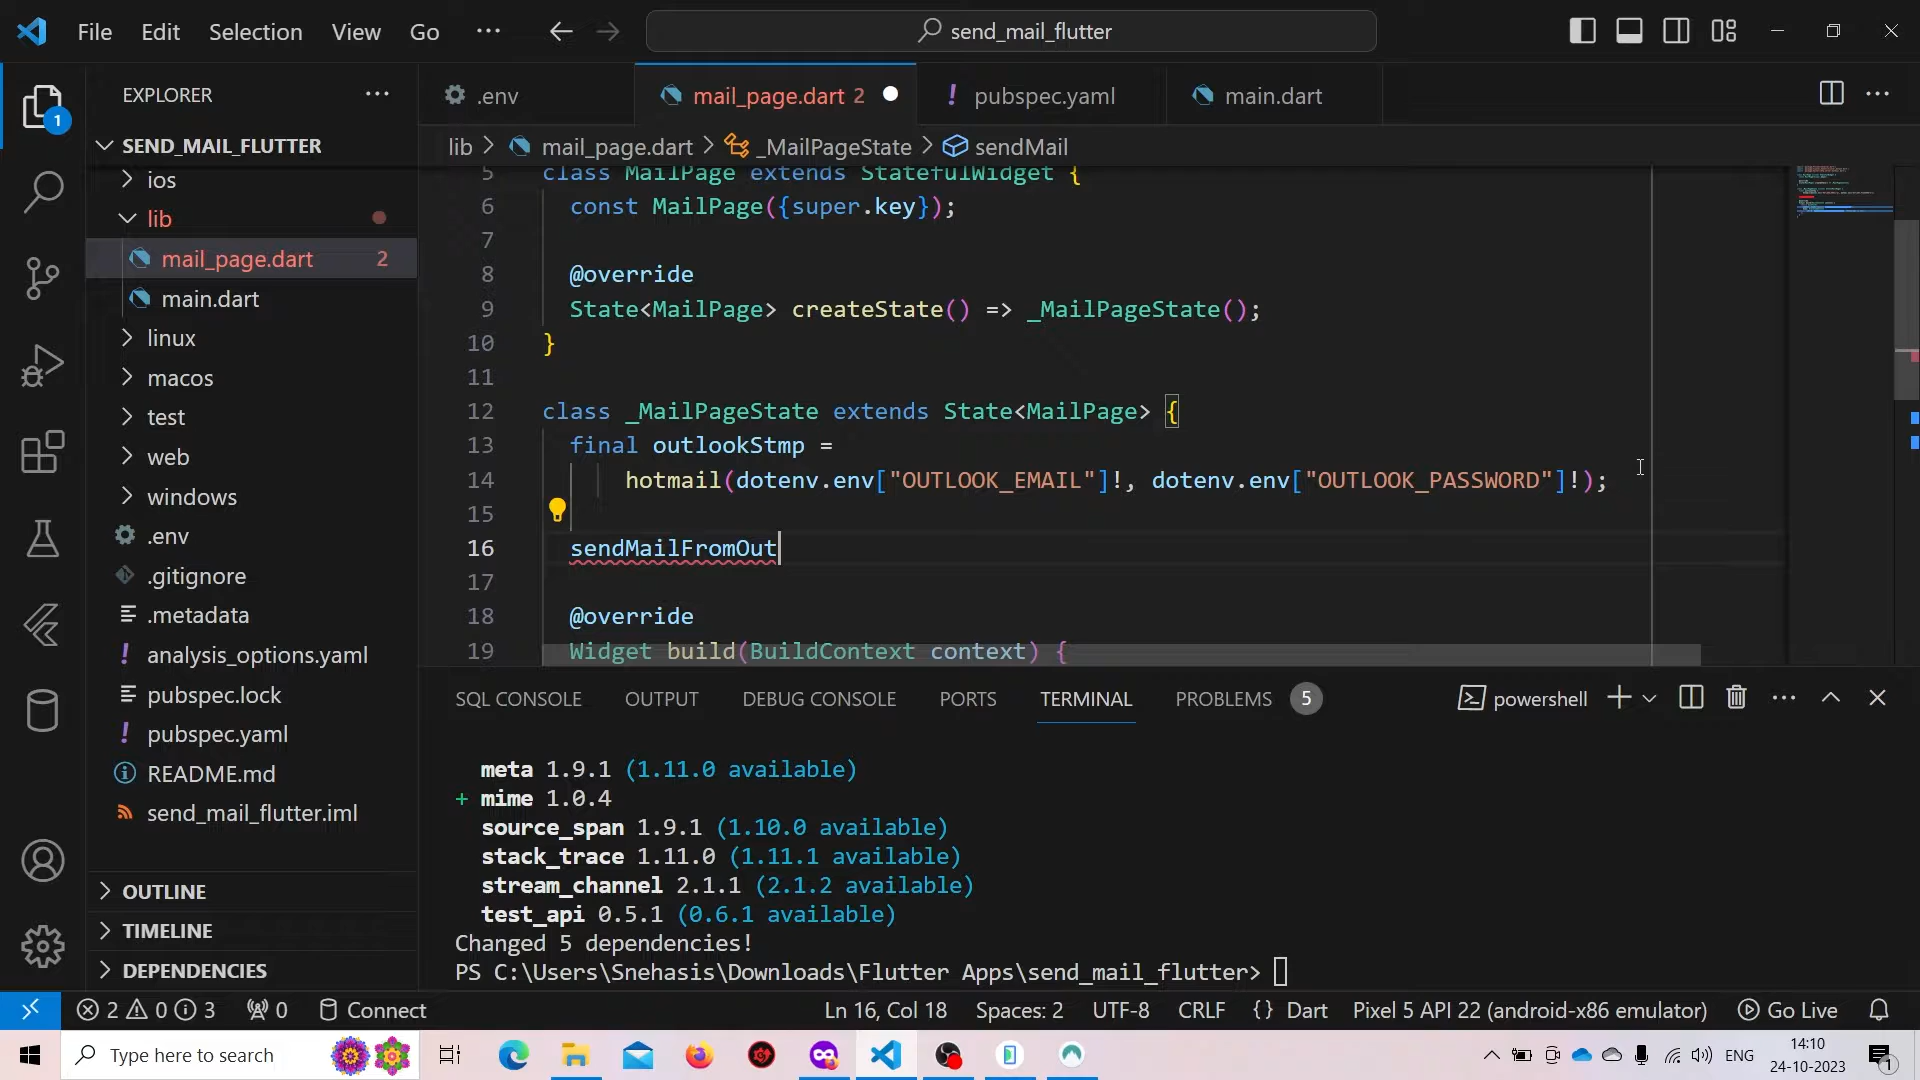 File Edit Selection View Go ··· send_mail_flutter
EXPLORER
1
SEND_MAIL_FLUTTER
ios
lib
mail_page.dart 2
main.dart
linux
macos
test
web
windows
.env
.gitignore
.metadata
analysis_options.yaml
pubspec.lock
pubspec.yaml
README.md
send_mail_flutter.iml
OUTLINE
TIMELINE
DEPENDENCIES
.env mail_page.dart 2 pubspec.yaml main.dart
lib > mail_page.dart > _MailPageState > sendMail
5 class MailPage extends StatefulWidget {
6 const MailPage({super.key});
7
8 @override
9 State<MailPage> createState() => _MailPageState();
10 }
11
12 class _MailPageState extends State<MailPage> {
13 final outlookStmp =
14 hotmail(dotenv.env["OUTLOOK_EMAIL"]!, dotenv.env["OUTLOOK_PASSWORD"]!);
15
16 sendMailFromOut
17
18 @override
19 Widget build(BuildContext context) {
SQL CONSOLE OUTPUT DEBUG CONSOLE PORTS TERMINAL PROBLEMS 5 powershell
meta 1.9.1 (1.11.0 available)
+ mime 1.0.4
source_span 1.9.1 (1.10.0 available)
stack_trace 1.11.0 (1.11.1 available)
stream_channel 2.1.1 (2.1.2 available)
test_api 0.5.1 (0.6.1 available)
Changed 5 dependencies!
PS C:\Users\Snehasis\Downloads\Flutter Apps\send_mail_flutter>
2 0 3 0 Connect Ln 16, Col 18 Spaces: 2 UTF-8 CRLF {} Dart Pixel 5 API 22 (android-x86 emulator) Go Live
Type here to search ENG 14:10
24-10-2023
1